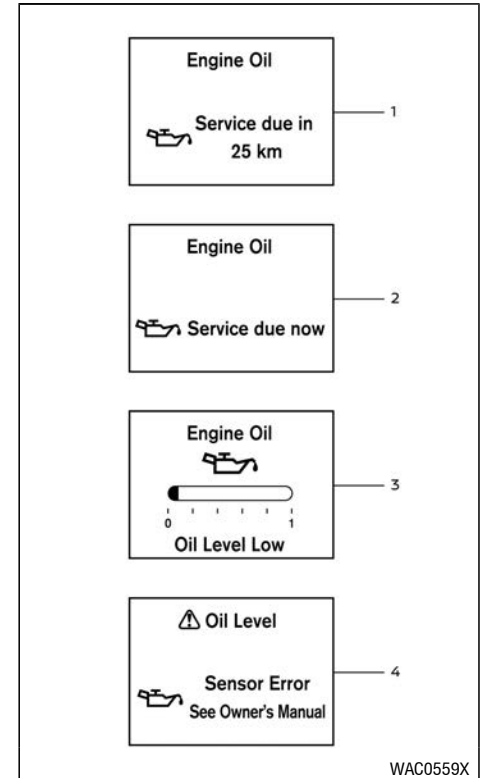 Engine Oil
Service due in
25 km
1
Engine Oil
Service due now
2
Engine Oil
0 1
Oil Level Low
3
Oil Level
Sensor Error
See Owner's Manual
4
WAC0559X